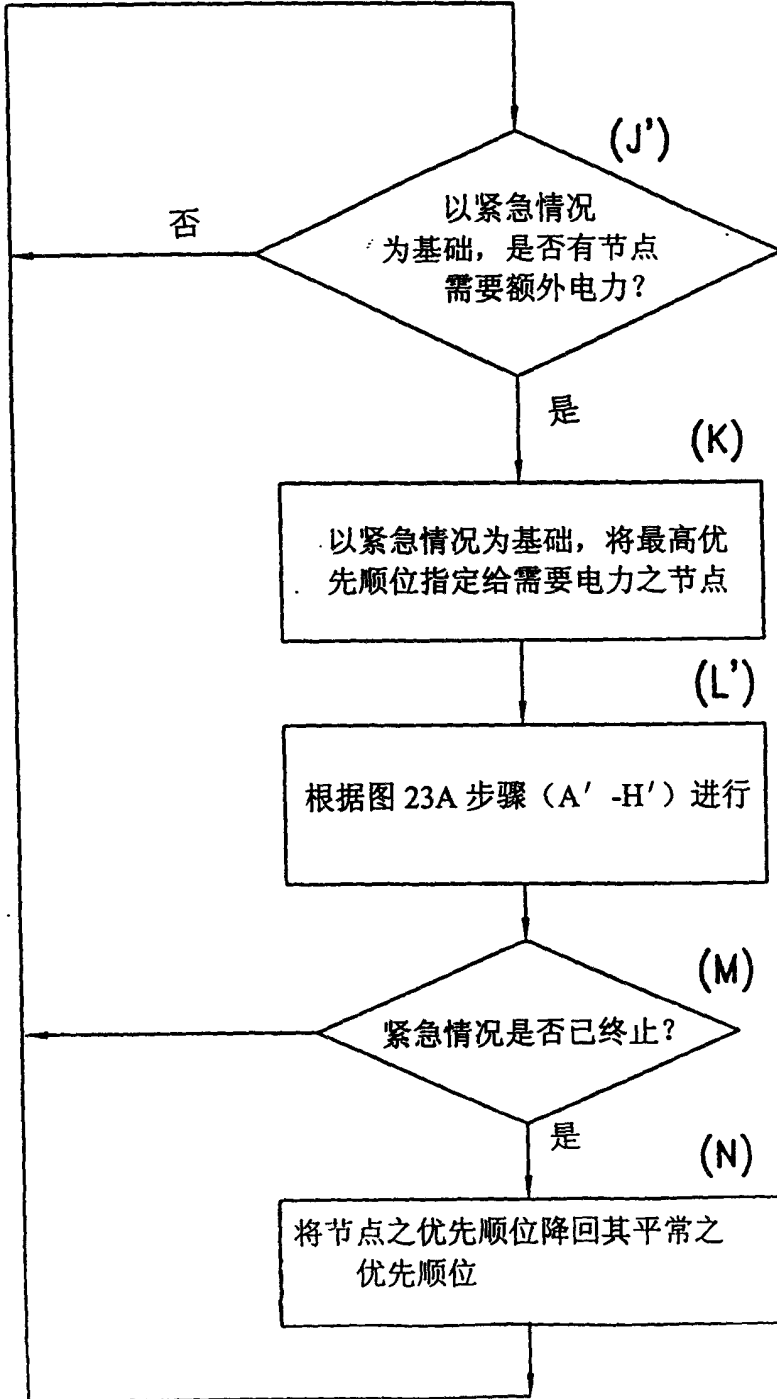 (J')
以紧急情况
为基础，是否有节点
需要额外电力？
否
是
(K)
以紧急情况为基础，将最高优
先顺位指定给需要电力之节点
(L')
根据图 23A 步骤（A′-H′）进行
(M)
紧急情况是否已终止？
是
(N)
将节点之优先顺位降回其平常之
优先顺位